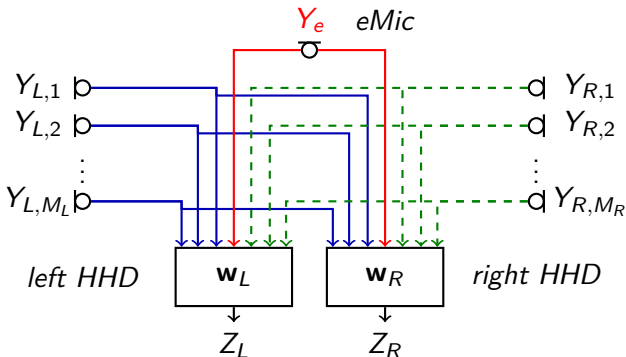 Y_e eMic
Y_{L,1} Y_{R,1}
Y_{L,2} Y_{R,2}
⋮ ⋮
Y_{L,M_L} Y_{R,M_R}
left HHD w_L w_R right HHD
Z_L Z_R